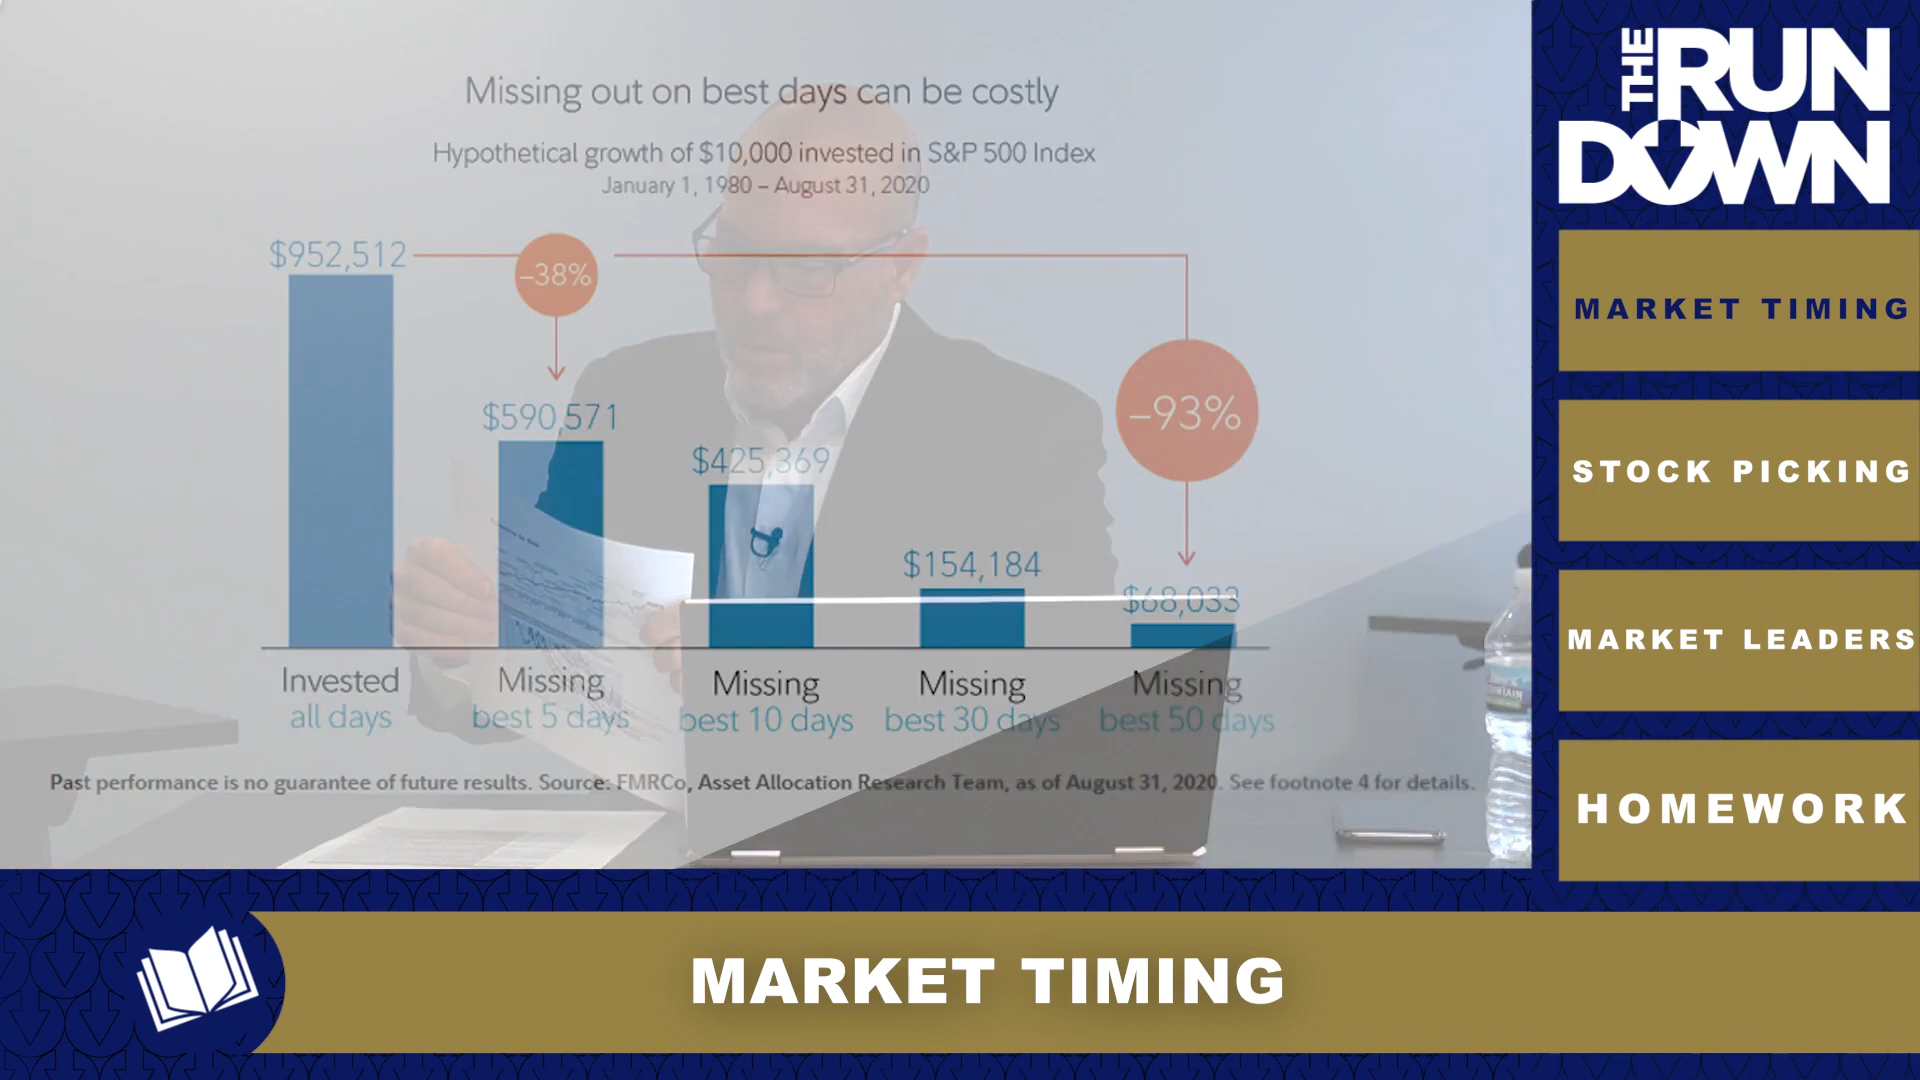 Missing out on best days can be costly
Hypothetical growth of $10,000 invested in S&P 500 Index
January 1, 1980 – August 31, 2020
$952,512
–38%
$590,571
$425,369
–93%
$154,184
$68,033
Invested
all days
Missing
best 5 days
Missing
best 10 days
Missing
best 30 days
Missing
best 50 days
Past performance is no guarantee of future results. Source: FMRCo, Asset Allocation Research Team, as of August 31, 2020. See footnote 4 for details.
THE RUN
DOWN
MARKET TIMING
STOCK PICKING
MARKET LEADERS
HOMEWORK
MARKET TIMING